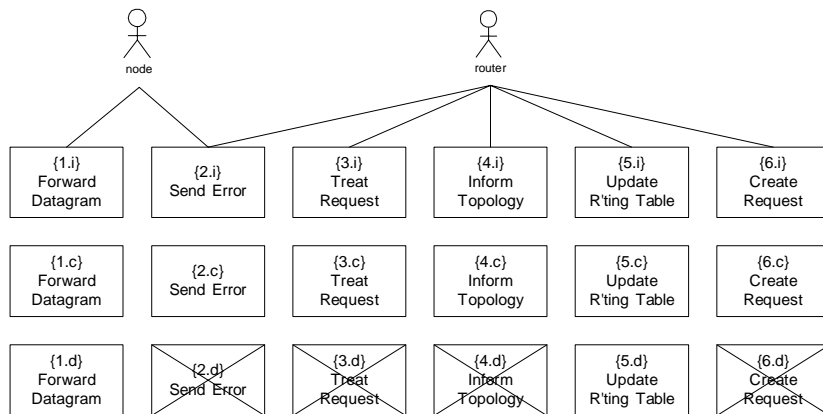 node
router
{1.i}
Forward
Datagram
{2.i}
Send Error
{3.i}
Treat
Request
{4.i}
Inform
Topology
{5.i}
Update
R'ting Table
{6.i}
Create
Request
{1.c}
Forward
Datagram
{2.c}
Send Error
{3.c}
Treat
Request
{4.c}
Inform
Topology
{5.c}
Update
R'ting Table
{6.c}
Create
Request
{1.d}
Forward
Datagram
{2.d}
Send Error
{3.d}
Treat
Request
{4.d}
Inform
Topology
{5.d}
Update
R'ting Table
{6.d}
Create
Request